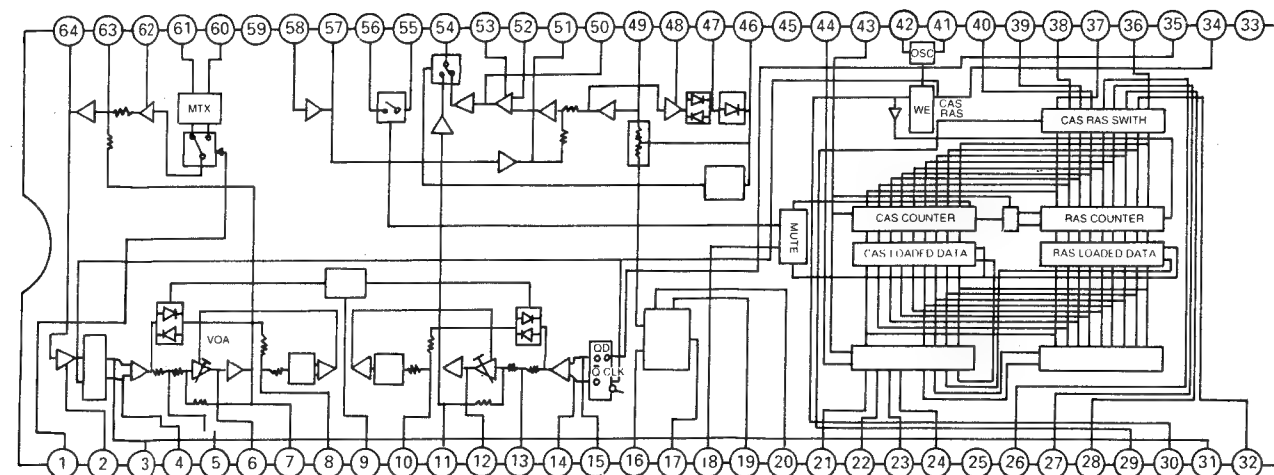 64 63 62 61 60 59 58 57 56 55 54 53 52 51 50 49 48 47 46 45 44 43 42 41 40 39 38 37 36 35 34 33
OSC
MTX
WE
CAS
RAS
CAS RAS SWITH
MUTE
CAS COUNTER
RAS COUNTER
CAS LOADED DATA
RAS LOADED DATA
VOA
QD
Q CLK
1 2 3 4 5 6 7 8 9 10 11 12 13 14 15 16 17 18 19 20 21 22 23 24 25 26 27 28 29 30 31 32